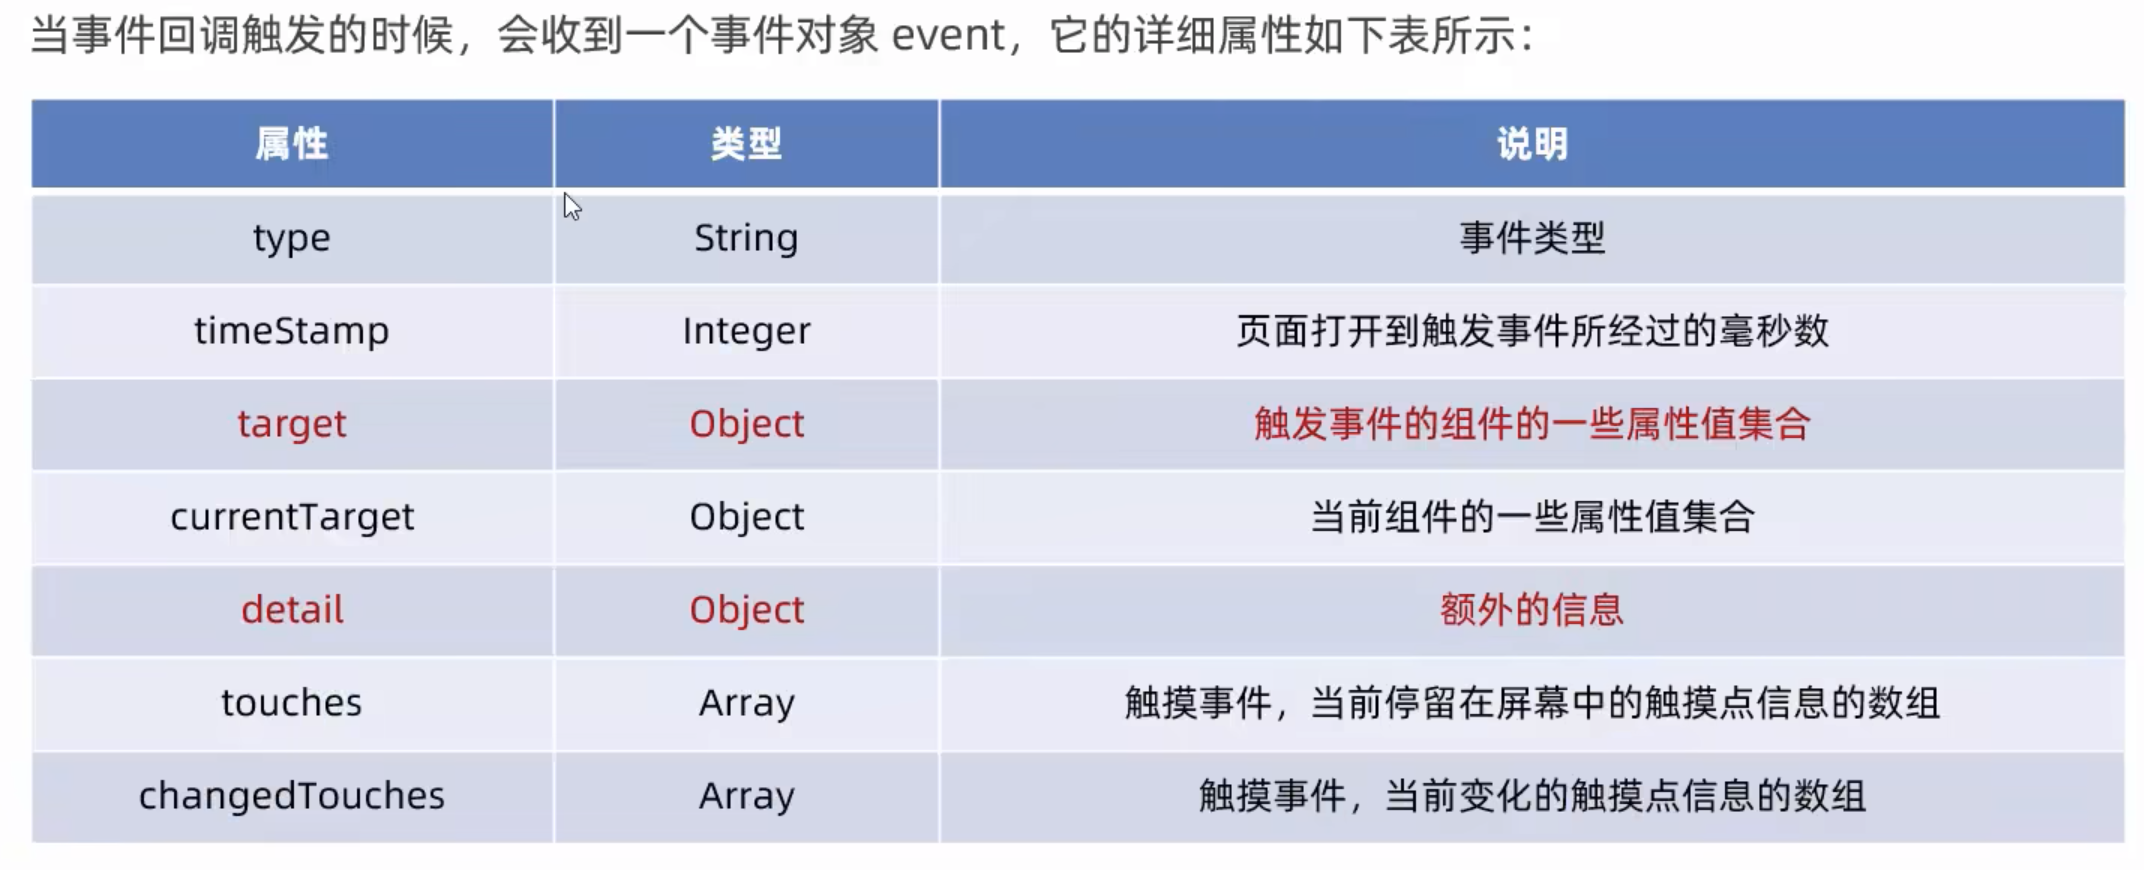 当事件回调触发的时候，会收到一个事件对象 event，它的详细属性如下表所示：
属性 类型 说明
type String 事件类型
timeStamp Integer 页面打开到触发事件所经过的毫秒数
target Object 触发事件的组件的一些属性值集合
currentTarget Object 当前组件的一些属性值集合
detail Object 额外的信息
touches Array 触摸事件，当前停留在屏幕中的触摸点信息的数组
changedTouches Array 触摸事件，当前变化的触摸点信息的数组